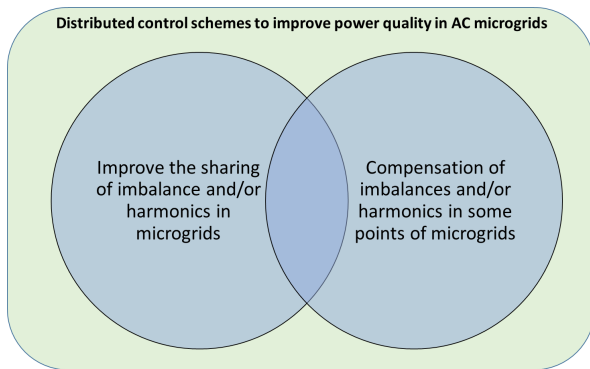 Distributed control schemes to improve power quality in AC microgrids
Improve the sharing
of imbalance and/or
harmonics in
microgrids
Compensation of
imbalances and/or
harmonics in some
points of microgrids